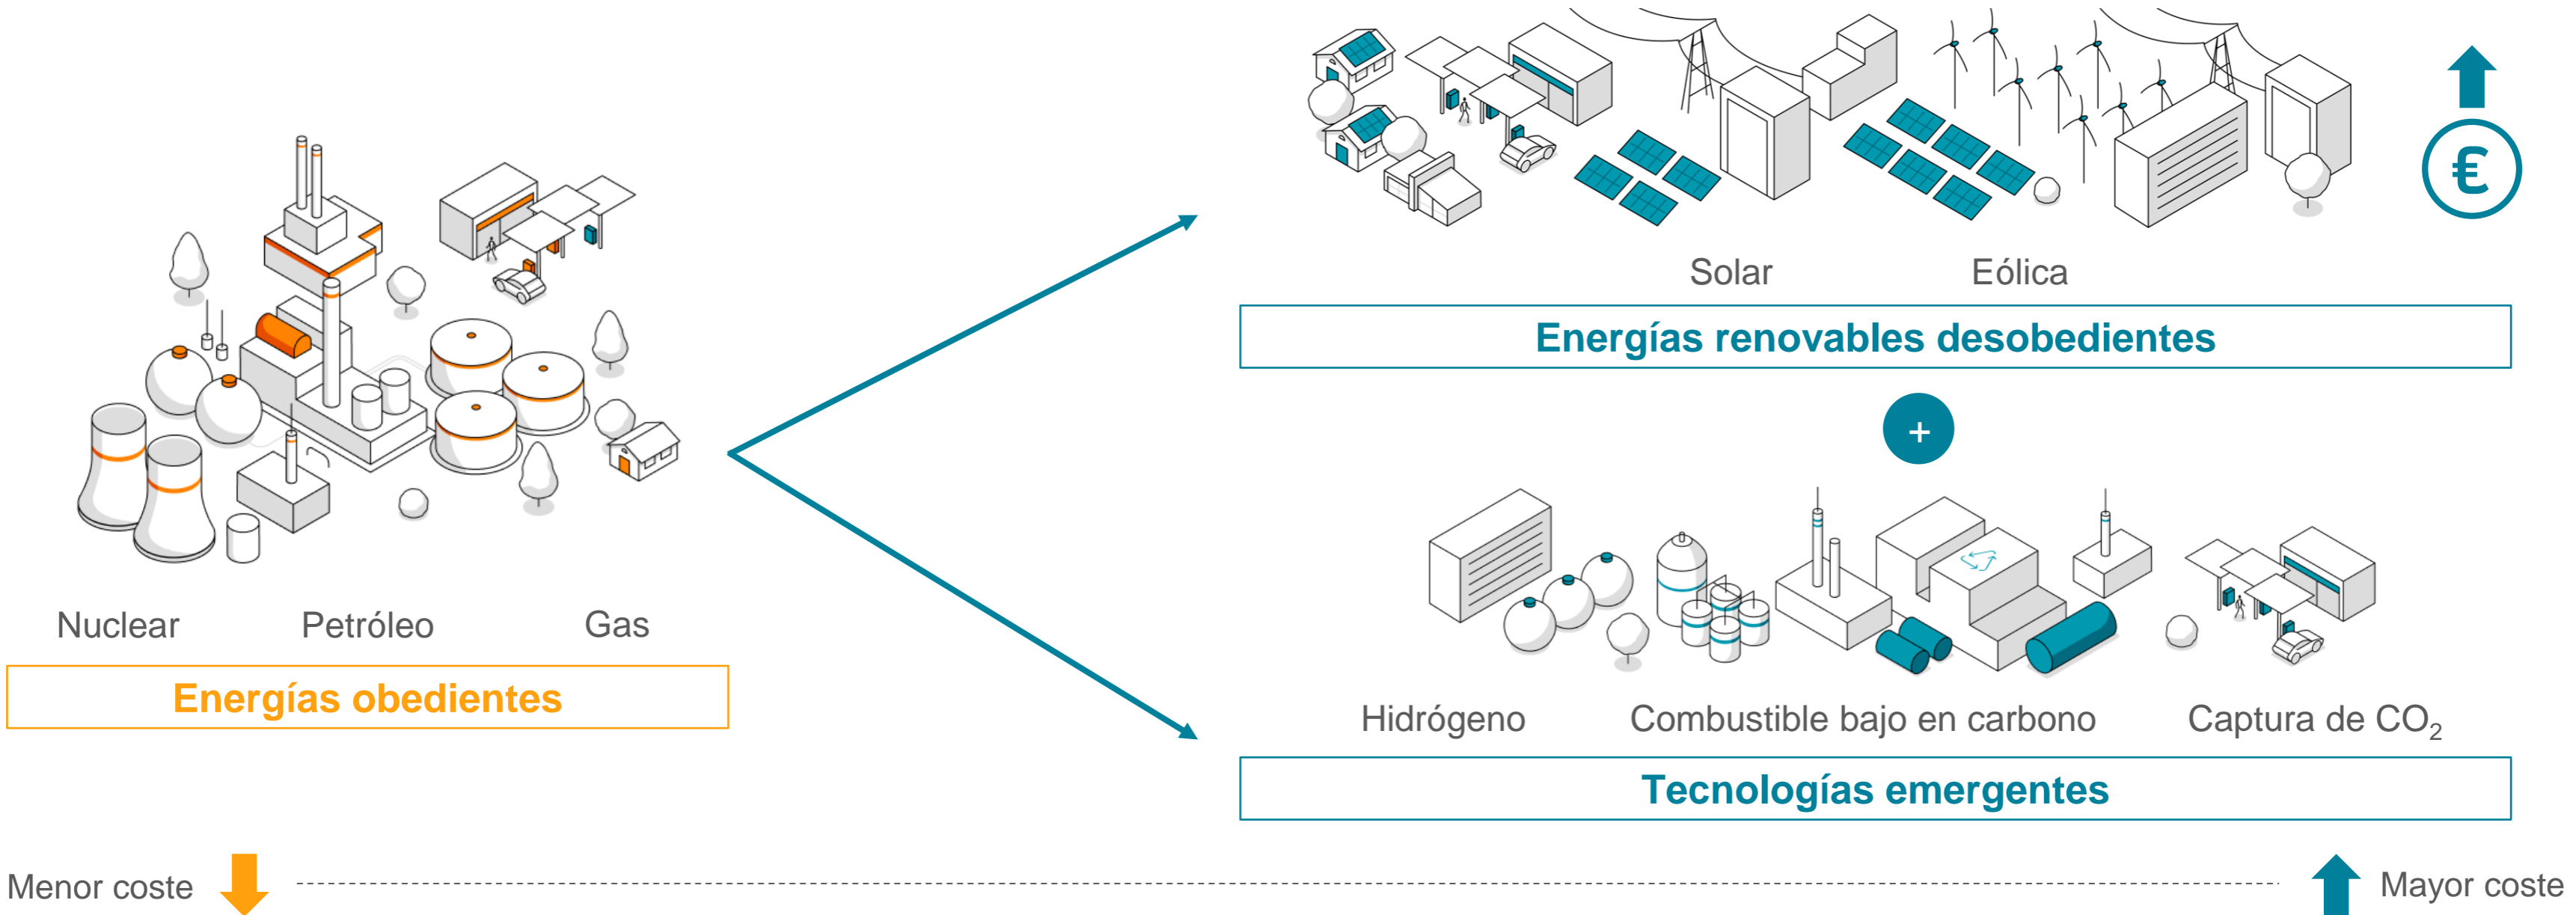 Nuclear
Petróleo
Gas
Energías obedientes
€
Solar
Eólica
Energías renovables desobedientes
+
Hidrógeno
Combustible bajo en carbono
Captura de CO₂
Tecnologías emergentes
Menor coste
Mayor coste